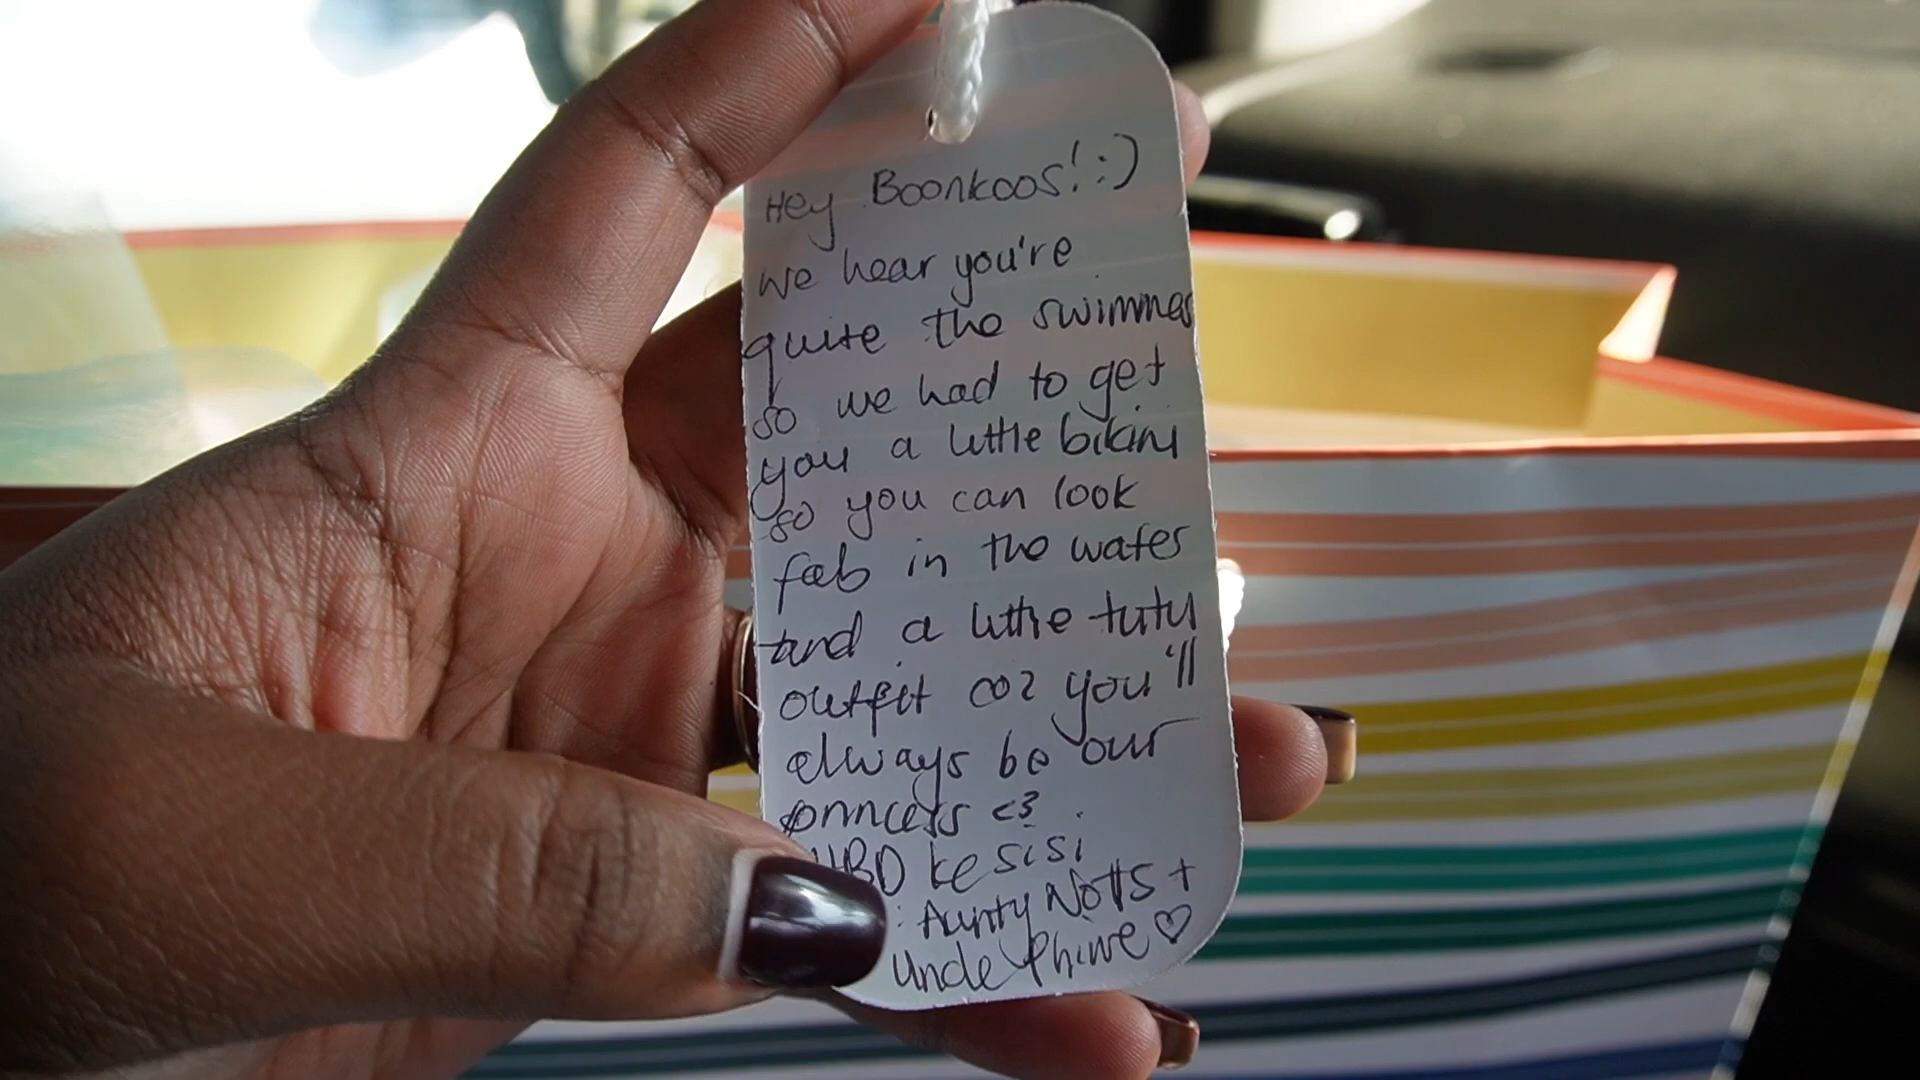 Hey Boonkoos! :)
we hear you're
quite the swimmer
so we had to get
you a little bikini
so you can look
fab in the water
and a little tutu
outfit coz you'll
always be our
princess <3
HBD ke sisi
: Aunty Notts +
Uncle Phiwe ♡